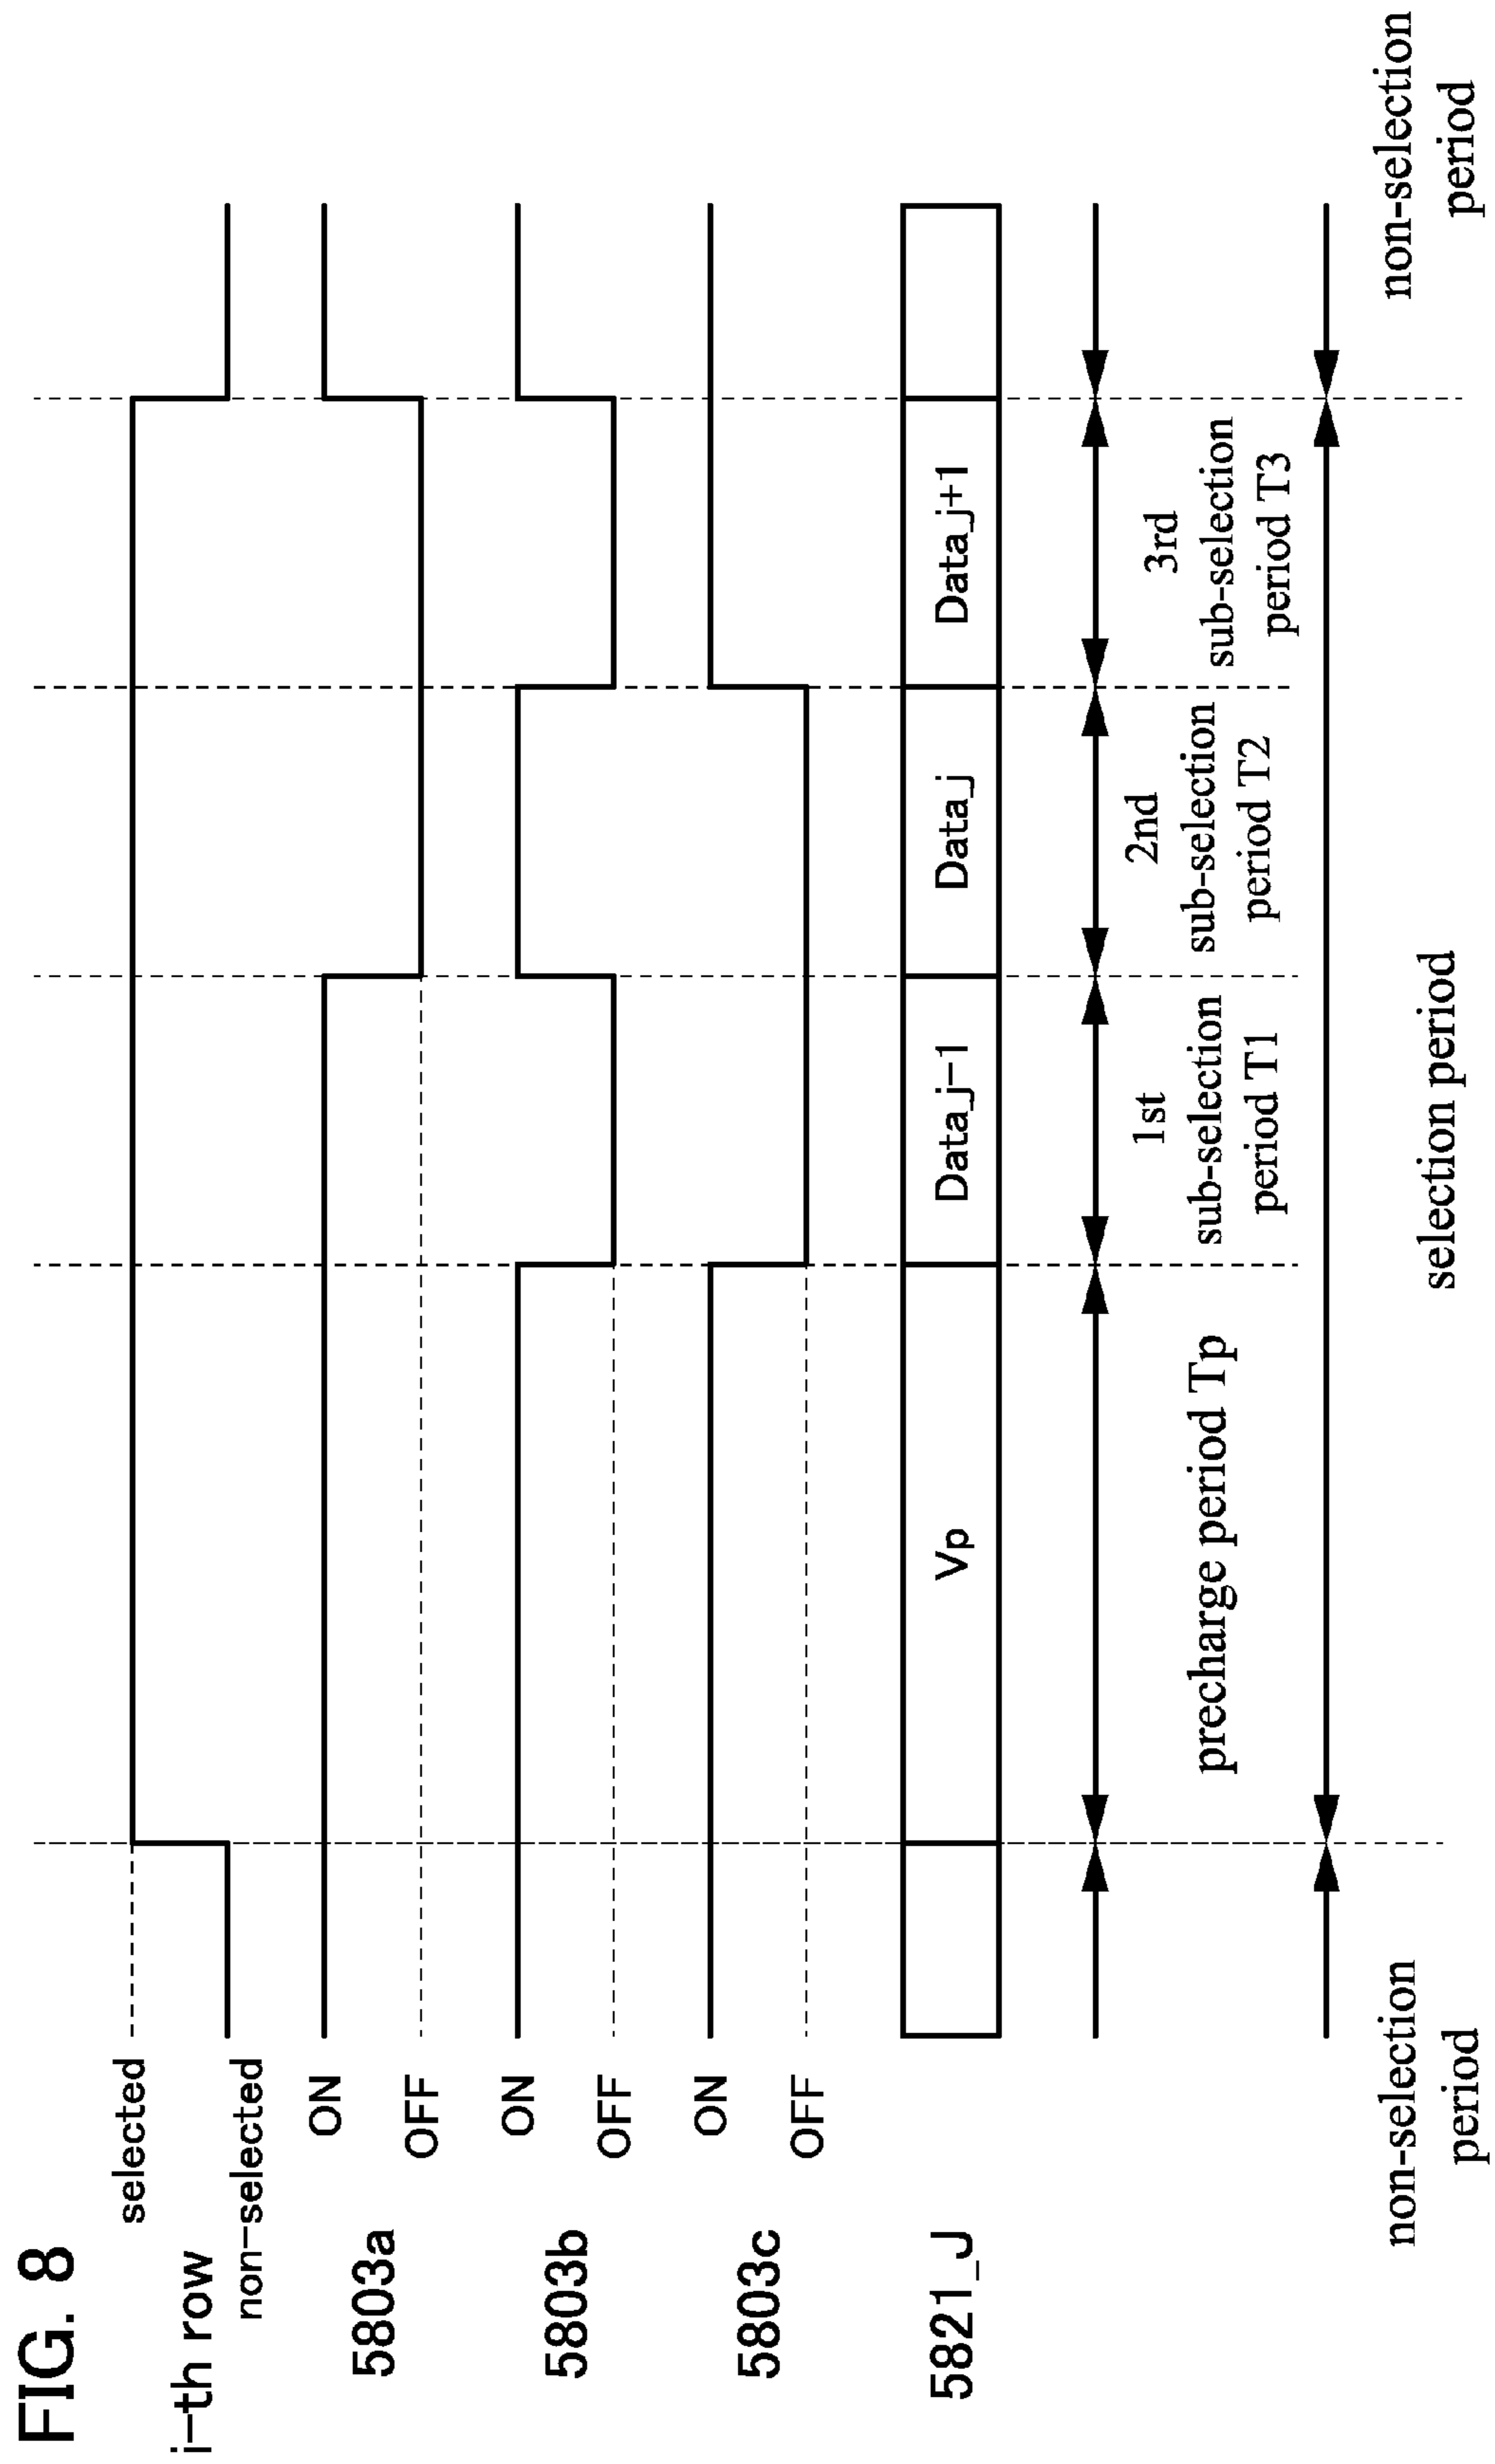 FIG. 8
selected
i-th row
non-selected
ON
5803a
OFF
ON
5803b
OFF
ON
5803c
OFF
5821_J
Vp
Data_j-1
Data_j
Data_j+1
precharge period Tp
1st
sub-selection
period T1
2nd
sub-selection
period T2
3rd
sub-selection
period T3
non-selection
period
selection period
non-selection
period